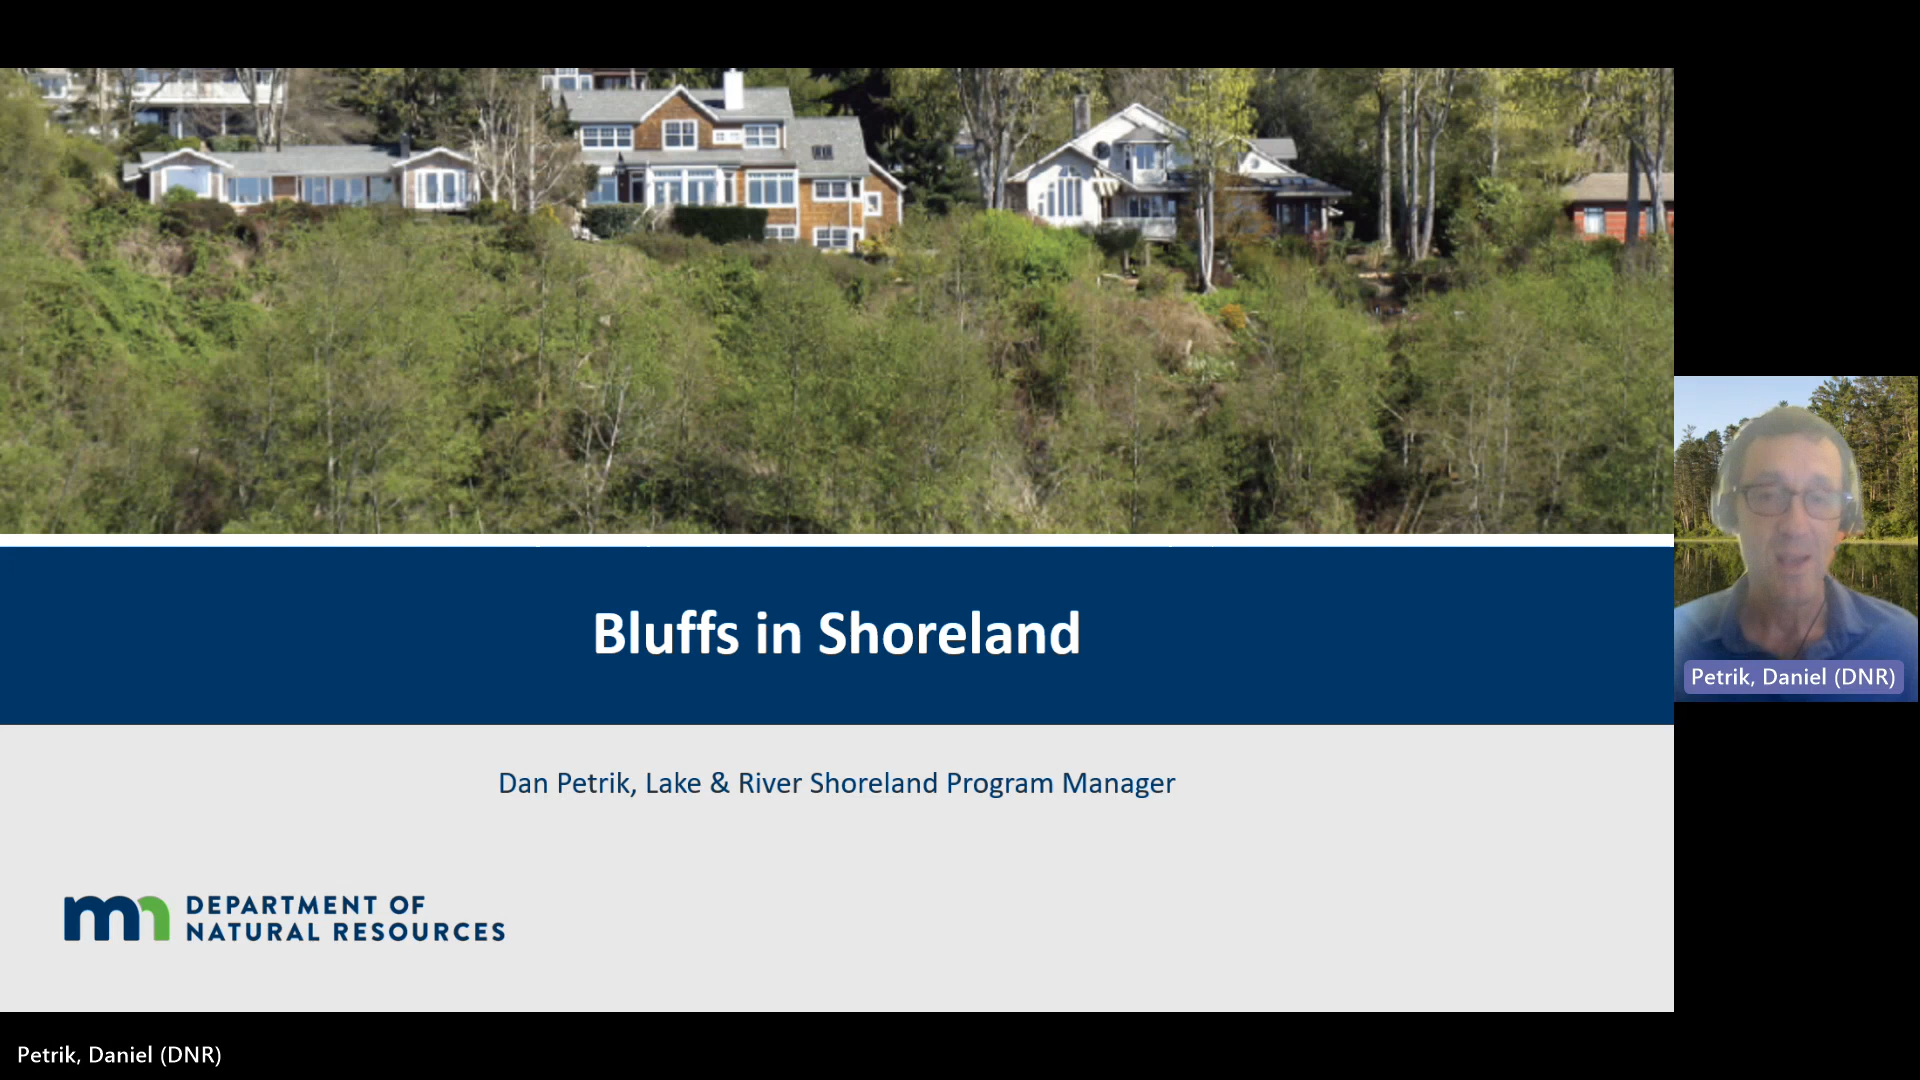 Bluffs in Shoreland
Dan Petrik, Lake & River Shoreland Program Manager
mn DEPARTMENT OF
NATURAL RESOURCES
Petrik, Daniel (DNR)
Petrik, Daniel (DNR)